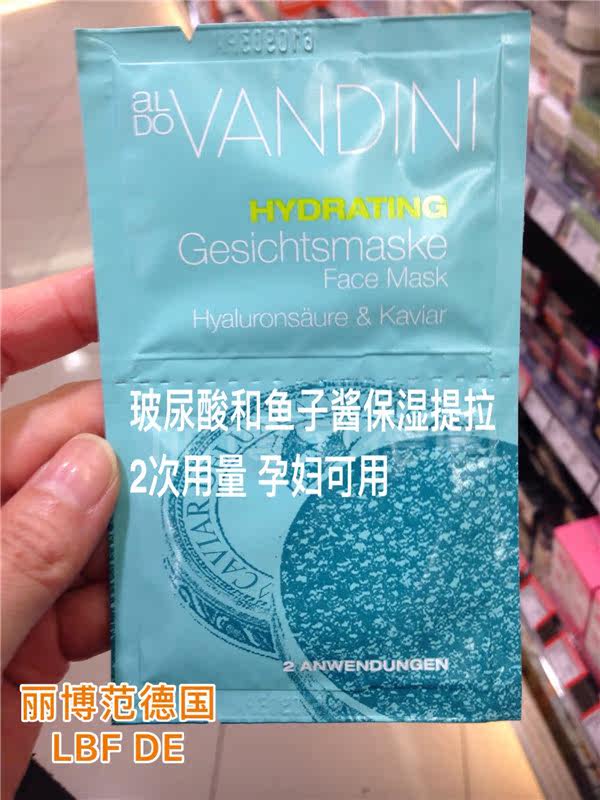 aLDO VANDINI
HYDRATING
Gesichtsmaske
Face Mask
Hyaluronsäure & Kaviar
玻尿酸和鱼子酱保湿提拉
2次用量 孕妇可用
CAVIAR
2 ANWENDUNGEN
丽博范德国
LBF DE